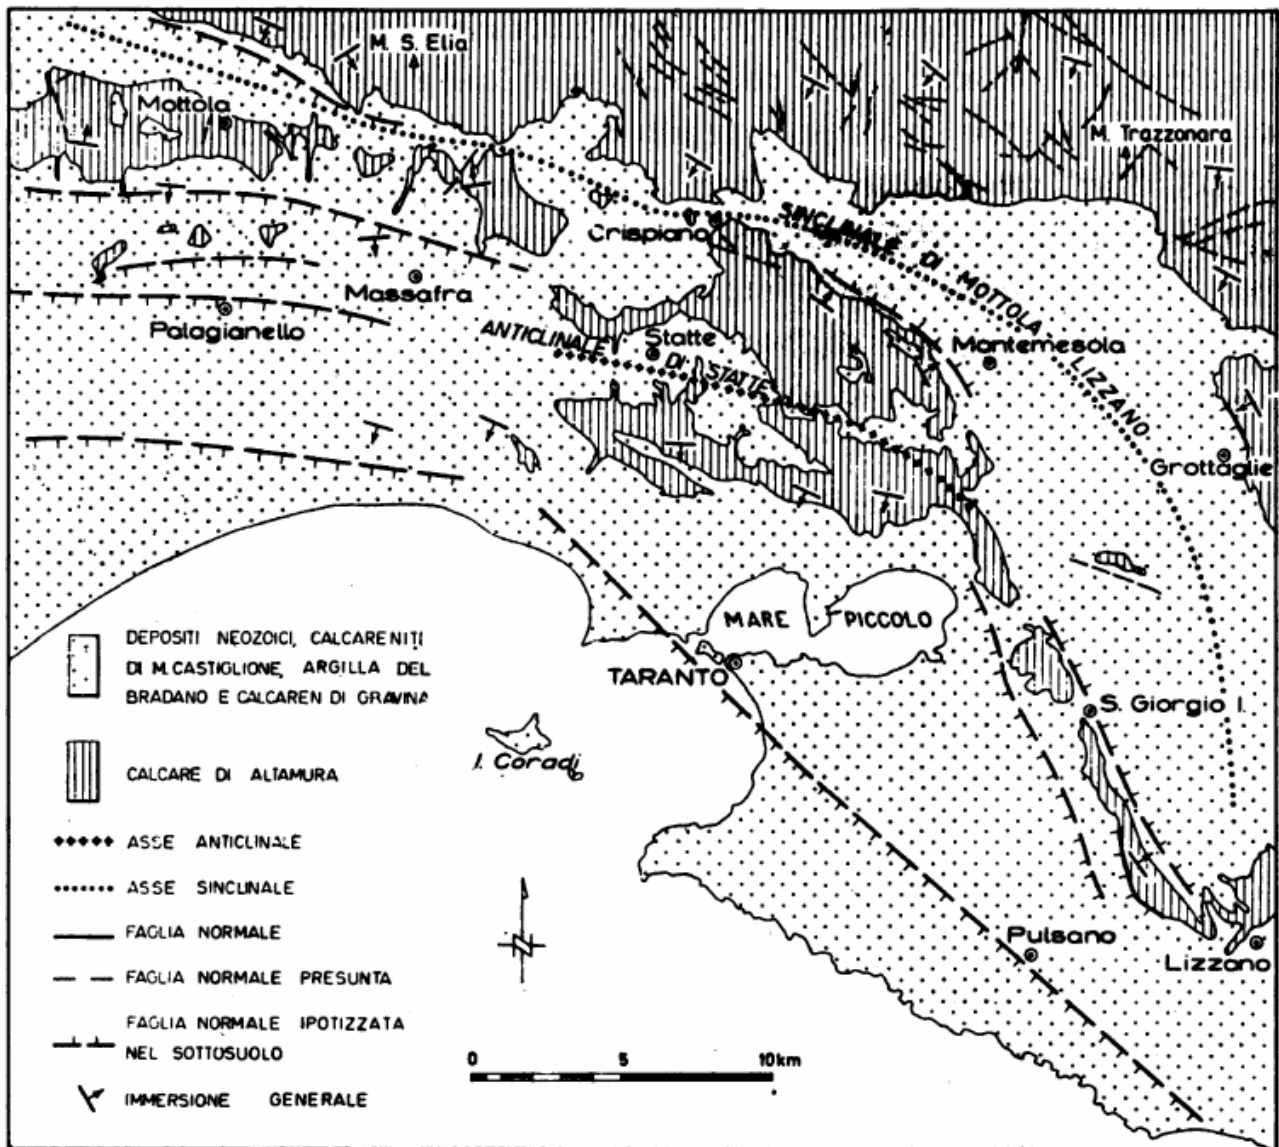 M. S. Elia
Mottola
M. Trazzonara
Crispiano
SINCLINALE DI MOTTOLA LIZZANO
Massafra
Palagianello
ANTICLINALE DI STATTE
Statte
Montemesola
Grottaglie
MARE PICCOLO
TARANTO
S. Giorgio I.
I. Coradi
Pulsano
Lizzano
DEPOSITI NEOZOICI, CALCARENITI
DI M. CASTIGLIONE, ARGILLA DEL
BRADANO E CALCAREN DI GRAVINA
CALCARE DI ALTAMURA
ASSE ANTICLINALE
ASSE SINCLINALE
FAGLIA NORMALE
FAGLIA NORMALE PRESUNTA
FAGLIA NORMALE IPOTIZZATA
NEL SOTTOSUOLO
IMMERSIONE GENERALE
N
0 5 10km